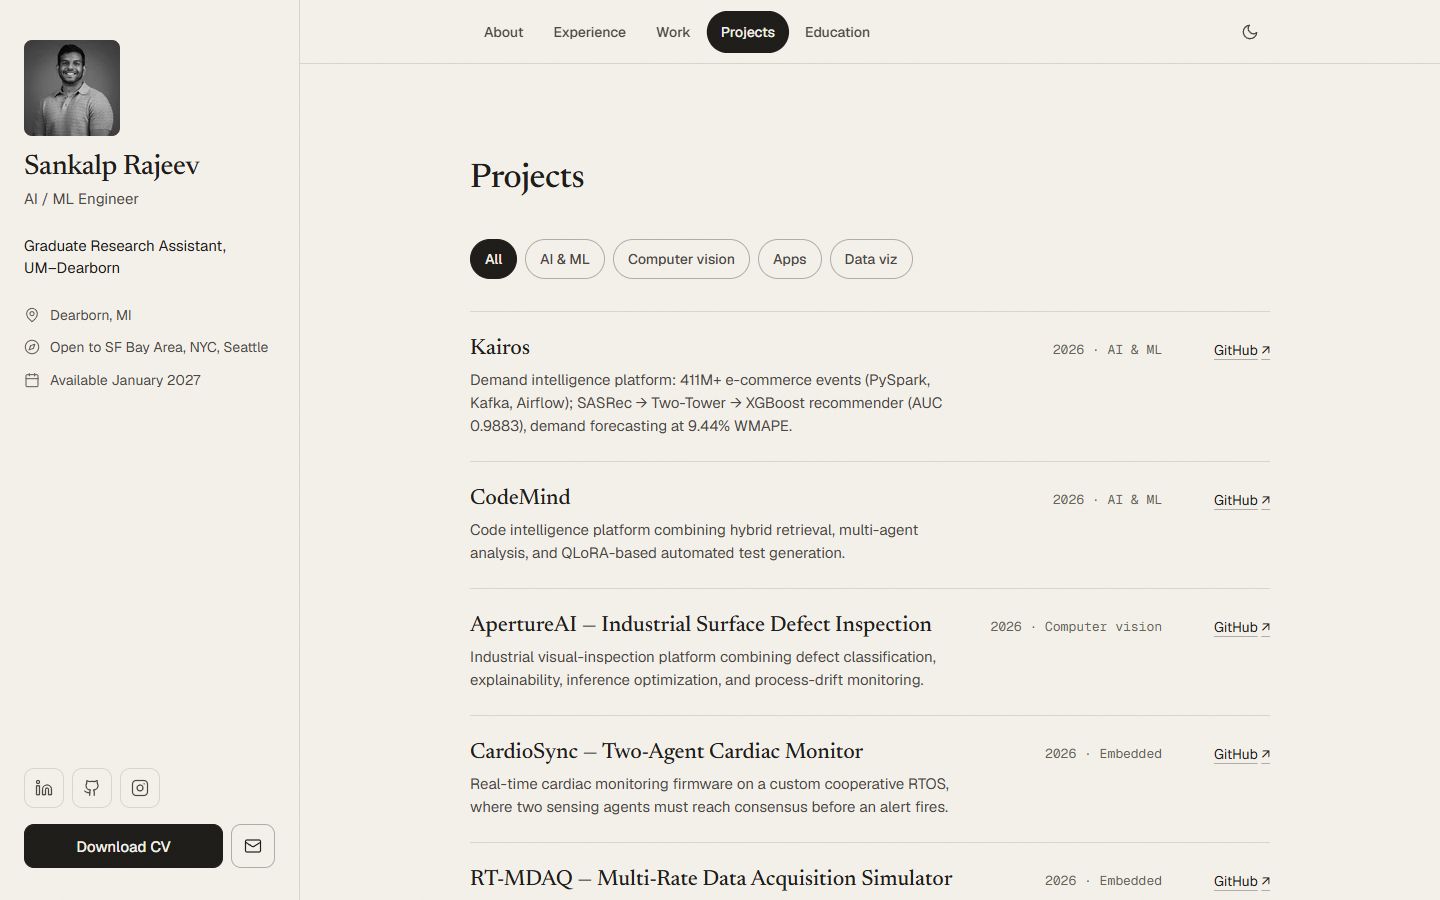 Sankalp Rajeev
AI / ML Engineer
Graduate Research Assistant,
UM–Dearborn
Dearborn, MI
Open to SF Bay Area, NYC, Seattle
Available January 2027
Download CV
About Experience Work Projects Education
Projects
All AI & ML Computer vision Apps Data viz
Kairos 2026 · AI & ML GitHub ↗
Demand intelligence platform: 411M+ e-commerce events (PySpark,
Kafka, Airflow); SASRec → Two-Tower → XGBoost recommender (AUC
0.9883), demand forecasting at 9.44% WMAPE.
CodeMind 2026 · AI & ML GitHub ↗
Code intelligence platform combining hybrid retrieval, multi-agent
analysis, and QLoRA-based automated test generation.
ApertureAI — Industrial Surface Defect Inspection 2026 · Computer vision GitHub ↗
Industrial visual-inspection platform combining defect classification,
explainability, inference optimization, and process-drift monitoring.
CardioSync — Two-Agent Cardiac Monitor 2026 · Embedded GitHub ↗
Real-time cardiac monitoring firmware on a custom cooperative RTOS,
where two sensing agents must reach consensus before an alert fires.
RT-MDAQ — Multi-Rate Data Acquisition Simulator 2026 · Embedded GitHub ↗